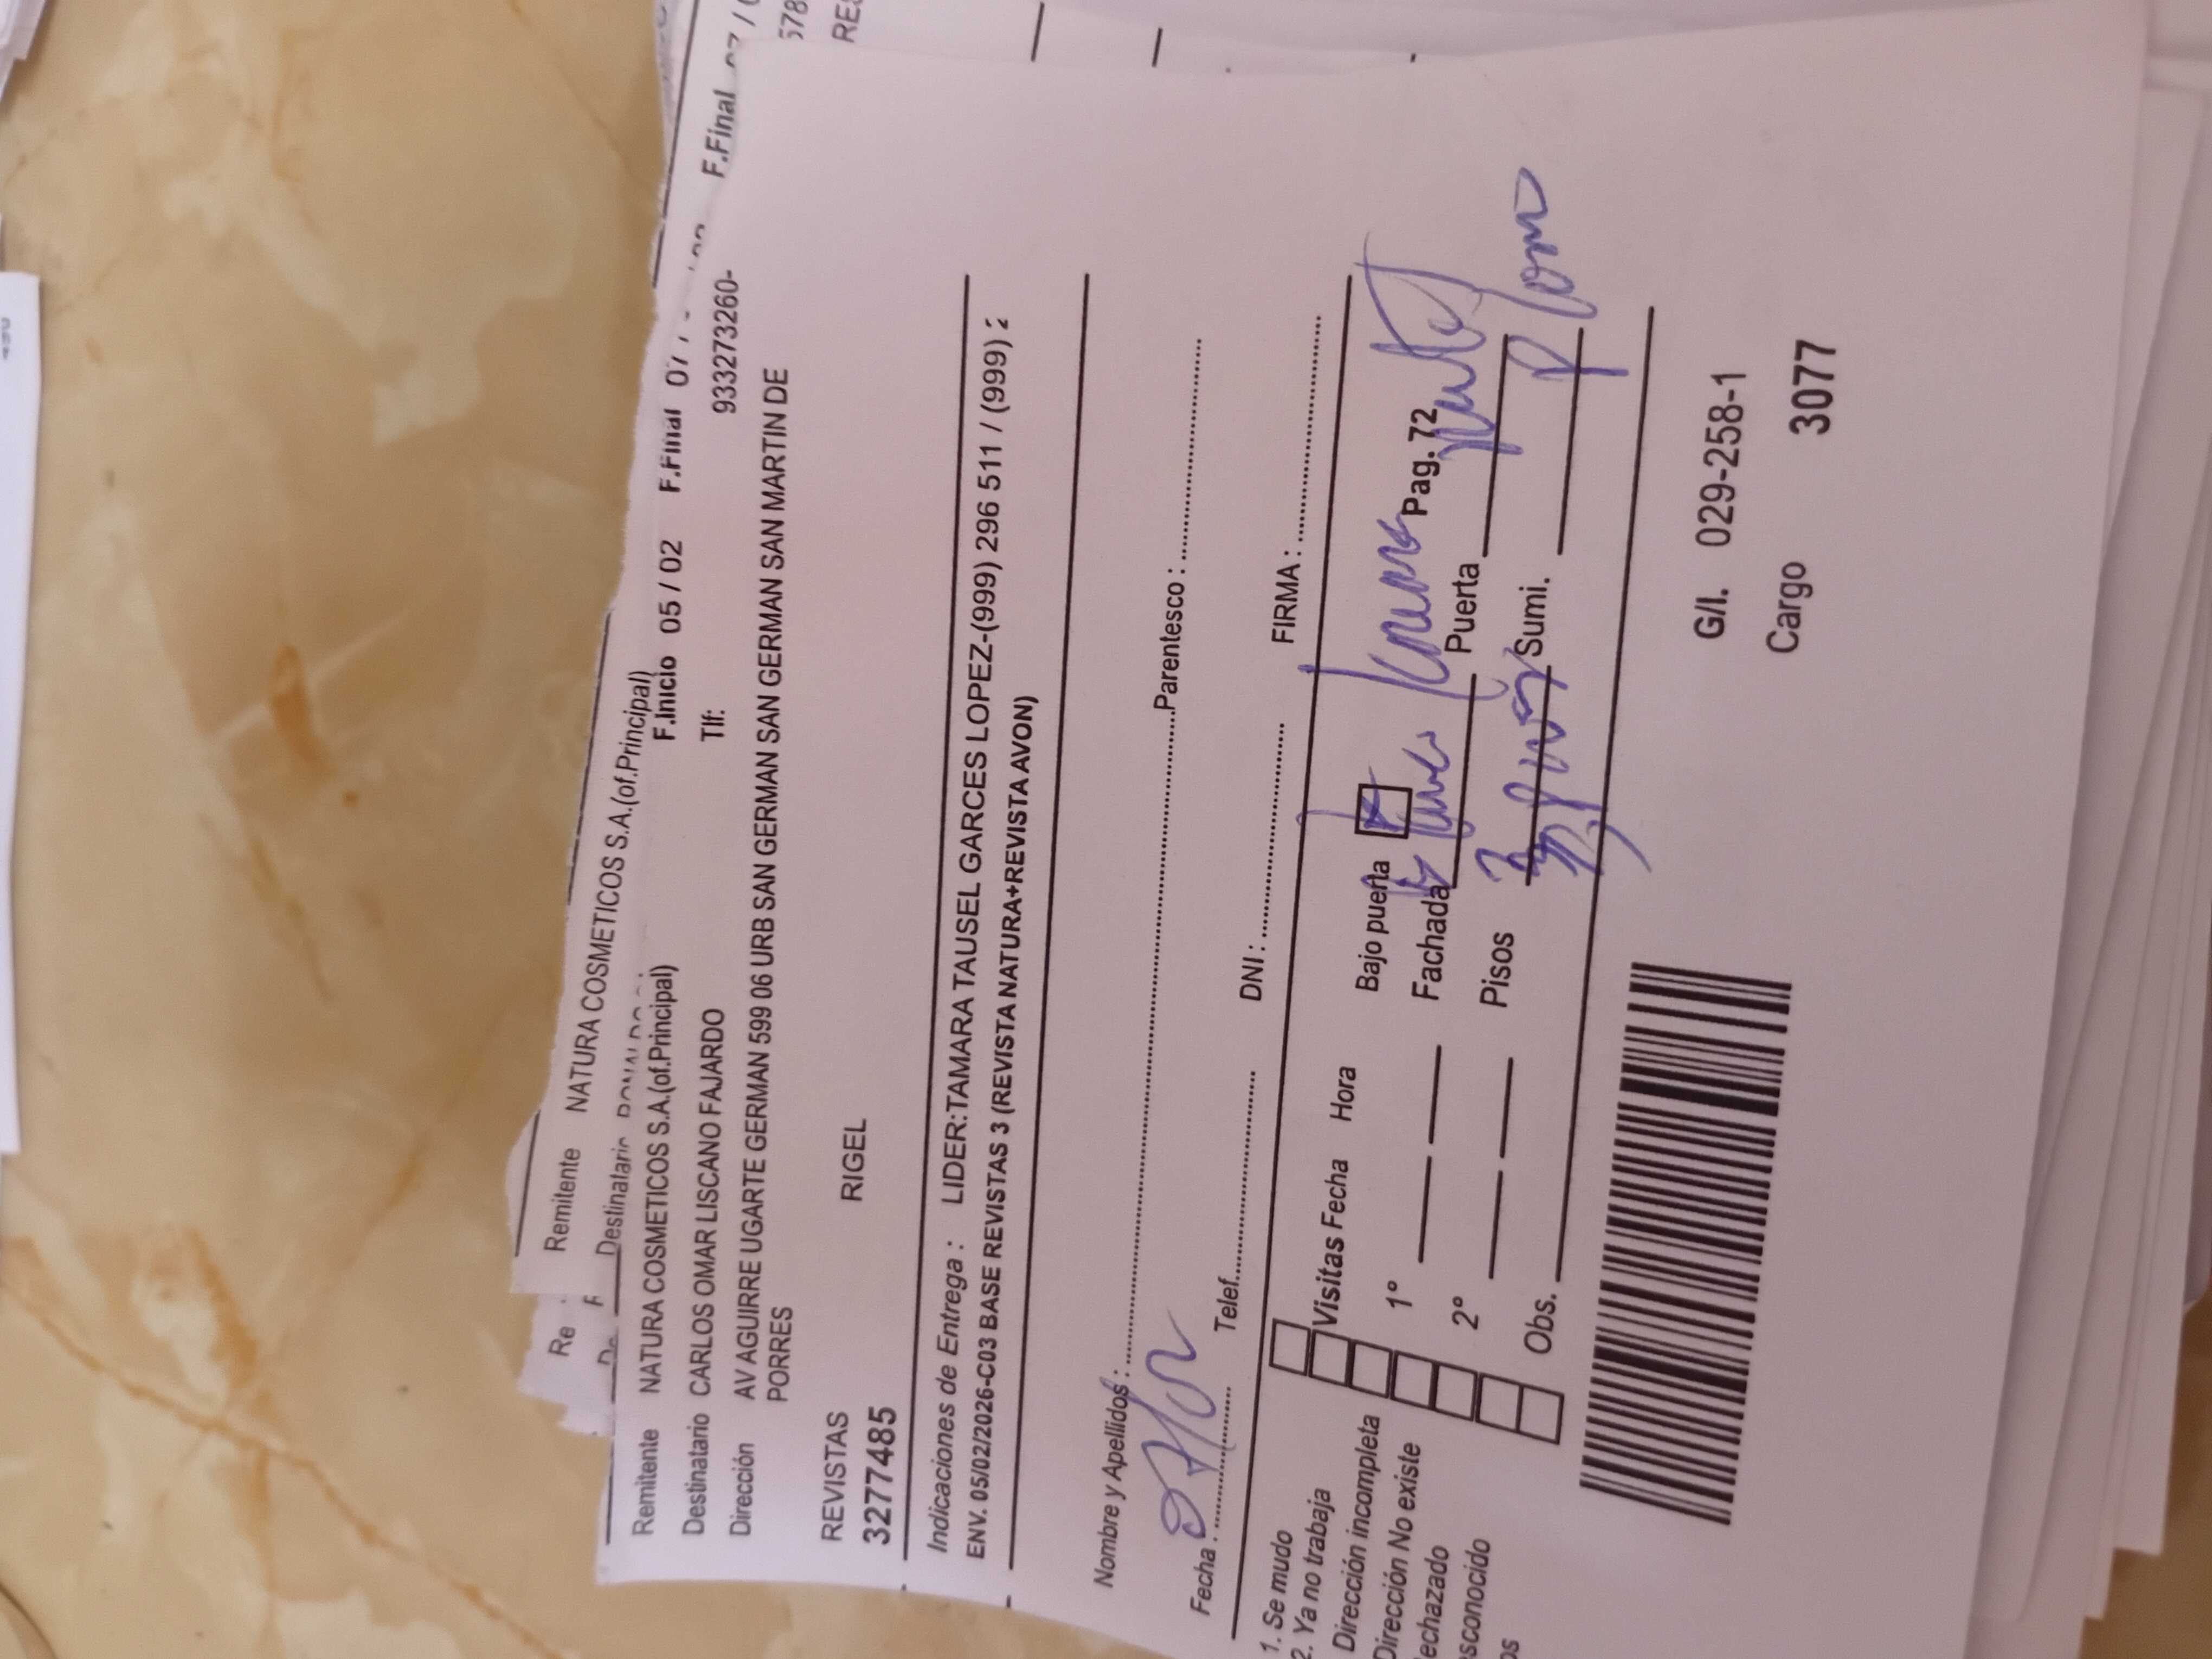 Remitente NATURA COSMETICOS S.A.(of.Principal)
Destinatario
F.Final
Remitente NATURA COSMETICOS S.A.(of.Principal) F.Inicio 05 / 02 F.Final 07
Destinatario CARLOS OMAR LISCANO FAJARDO Tlf: 933273260-
Dirección AV AGUIRRE UGARTE GERMAN 599 06 URB SAN GERMAN SAN GERMAN SAN MARTIN DE
PORRES
REVISTAS RIGEL
32777485
Indicaciones de Entrega : LIDER:TAMARA TAUSEL GARCES LOPEZ-(999) 296 511 / (999)
ENV. 05/02/2026-C03 BASE REVISTAS 3 (REVISTA NATURA+REVISTA AVON)
Nombre y Apellidos : Parentesco :
Fecha : Telef. DNI : FIRMA :
1. Se mudo
2. Ya no trabaja
Dirección incompleta
Dirección No existe
Visitas Fecha Hora
1°
2°
Obs.
Bajo puerta
Fachada
Pisos
Pag. 72
Puerta
Sumi.
G/I. 029-258-1
Cargo 3077